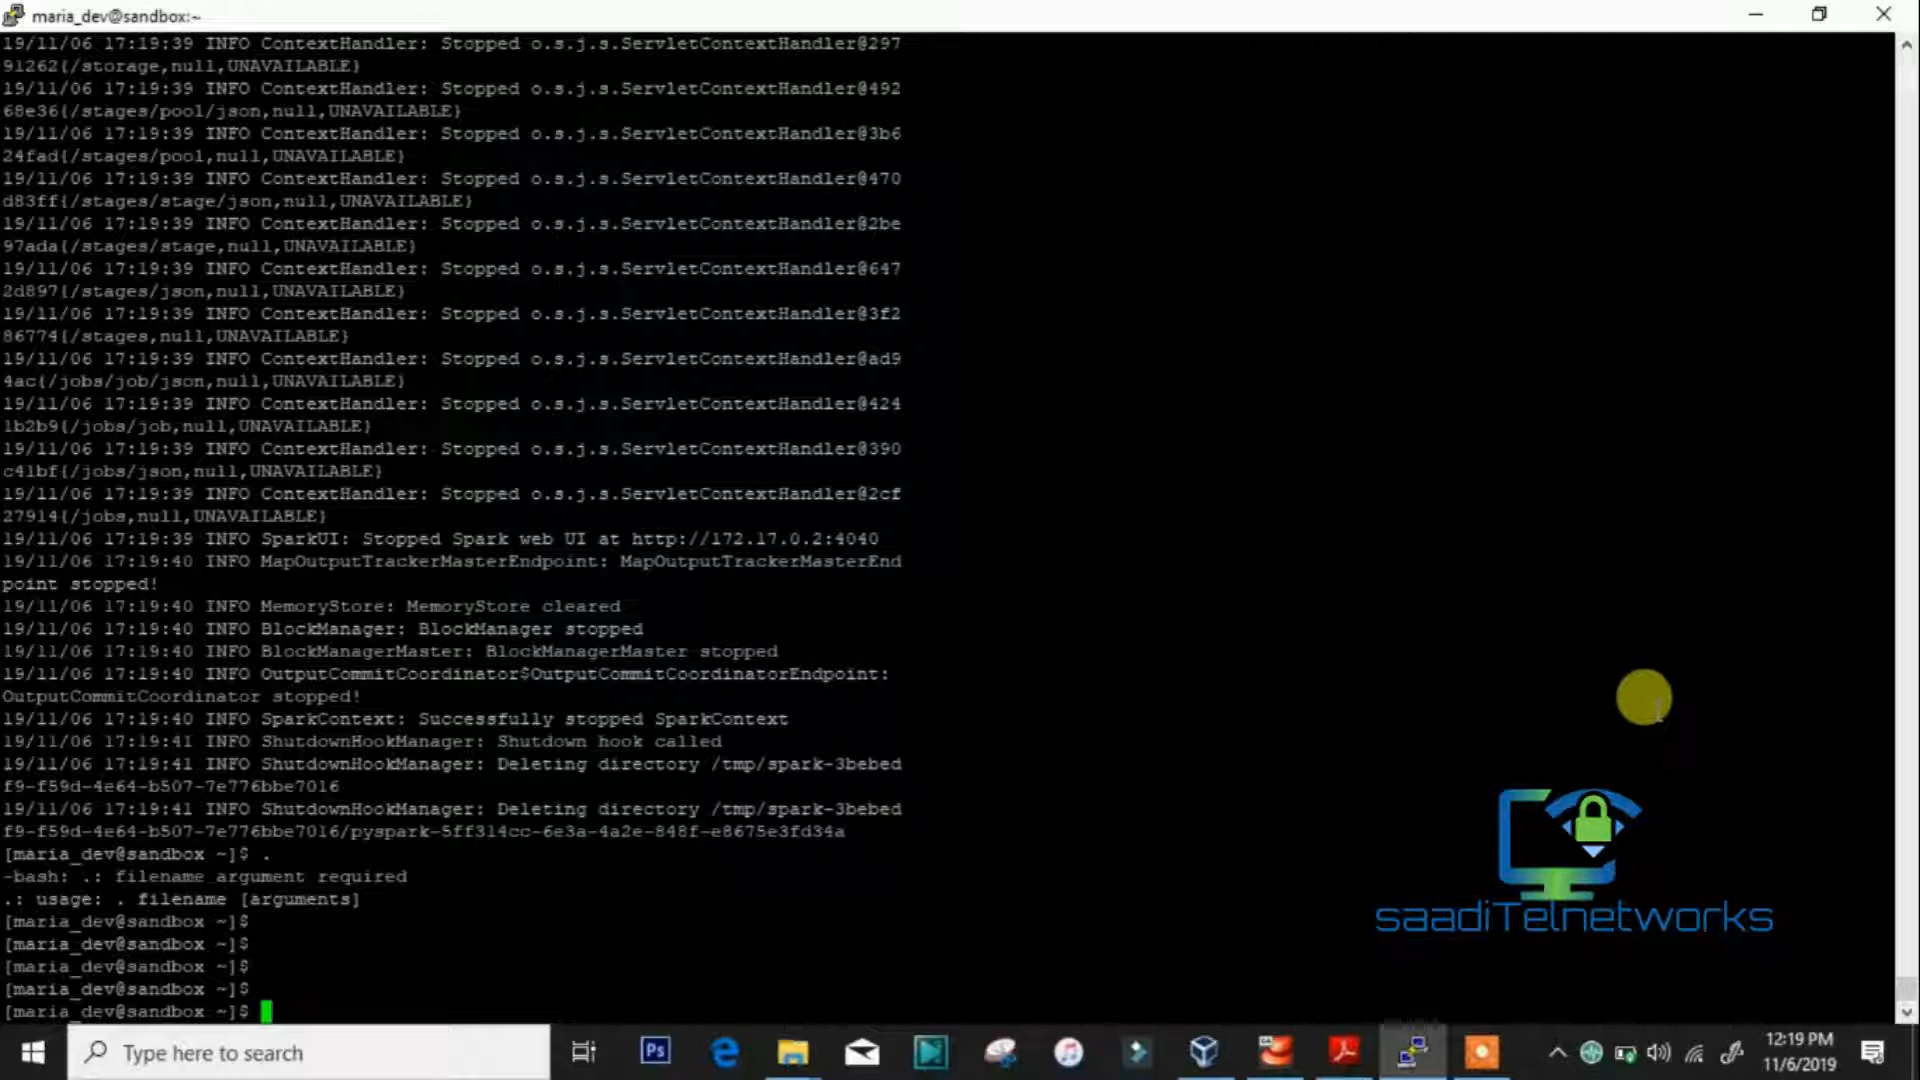 maria_dev@sandbox:~
19/11/06 17:19:39 INFO ContextHandler: Stopped o.s.j.s.ServletContextHandler@297
91262{/storage,null,UNAVAILABLE}
19/11/06 17:19:39 INFO ContextHandler: Stopped o.s.j.s.ServletContextHandler@492
68e36{/stages/pool/json,null,UNAVAILABLE}
19/11/06 17:19:39 INFO ContextHandler: Stopped o.s.j.s.ServletContextHandler@3b6
24fad{/stages/pool,null,UNAVAILABLE}
19/11/06 17:19:39 INFO ContextHandler: Stopped o.s.j.s.ServletContextHandler@470
d83ff{/stages/stage/json,null,UNAVAILABLE}
19/11/06 17:19:39 INFO ContextHandler: Stopped o.s.j.s.ServletContextHandler@2be
97ada{/stages/stage,null,UNAVAILABLE}
19/11/06 17:19:39 INFO ContextHandler: Stopped o.s.j.s.ServletContextHandler@647
2d897{/stages/json,null,UNAVAILABLE}
19/11/06 17:19:39 INFO ContextHandler: Stopped o.s.j.s.ServletContextHandler@3f2
86774{/stages,null,UNAVAILABLE}
19/11/06 17:19:39 INFO ContextHandler: Stopped o.s.j.s.ServletContextHandler@ad9
4ac{/jobs/job/json,null,UNAVAILABLE}
19/11/06 17:19:39 INFO ContextHandler: Stopped o.s.j.s.ServletContextHandler@424
1b2b9{/jobs/job,null,UNAVAILABLE}
19/11/06 17:19:39 INFO ContextHandler: Stopped o.s.j.s.ServletContextHandler@390
c41bf{/jobs/json,null,UNAVAILABLE}
19/11/06 17:19:39 INFO ContextHandler: Stopped o.s.j.s.ServletContextHandler@2cf
27914{/jobs,null,UNAVAILABLE}
19/11/06 17:19:39 INFO SparkUI: Stopped Spark web UI at http://172.17.0.2:4040
19/11/06 17:19:40 INFO MapOutputTrackerMasterEndpoint: MapOutputTrackerMasterEnd
point stopped!
19/11/06 17:19:40 INFO MemoryStore: MemoryStore cleared
19/11/06 17:19:40 INFO BlockManager: BlockManager stopped
19/11/06 17:19:40 INFO BlockManagerMaster: BlockManagerMaster stopped
19/11/06 17:19:40 INFO OutputCommitCoordinator$OutputCommitCoordinatorEndpoint:
OutputCommitCoordinator stopped!
19/11/06 17:19:40 INFO SparkContext: Successfully stopped SparkContext
19/11/06 17:19:41 INFO ShutdownHookManager: Shutdown hook called
19/11/06 17:19:41 INFO ShutdownHookManager: Deleting directory /tmp/spark-3bebed
f9-f59d-4e64-b507-7e776bbe7016
19/11/06 17:19:41 INFO ShutdownHookManager: Deleting directory /tmp/spark-3bebed
f9-f59d-4e64-b507-7e776bbe7016/pyspark-5ff314cc-6e3a-4a2e-848f-e8675e3fd34a
[maria_dev@sandbox ~]$ .
-bash: .: filename argument required
.: usage: . filename [arguments]
[maria_dev@sandbox ~]$
[maria_dev@sandbox ~]$
[maria_dev@sandbox ~]$
[maria_dev@sandbox ~]$
[maria_dev@sandbox ~]$
saadiTelnetworks
Type here to search
Ps
12:19 PM
11/6/2019